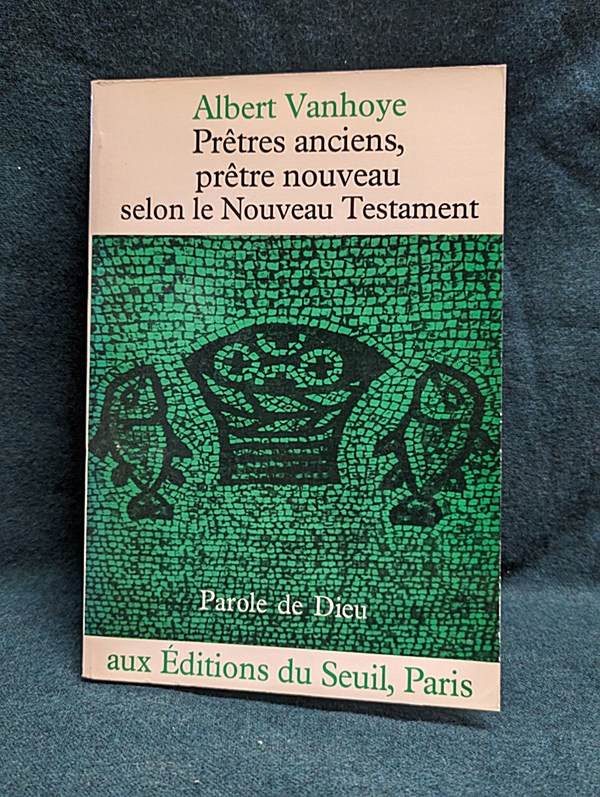 Albert Vanhoye
Prêtres anciens,
prêtre nouveau
selon le Nouveau Testament
Parole de Dieu
aux Éditions du Seuil, Paris